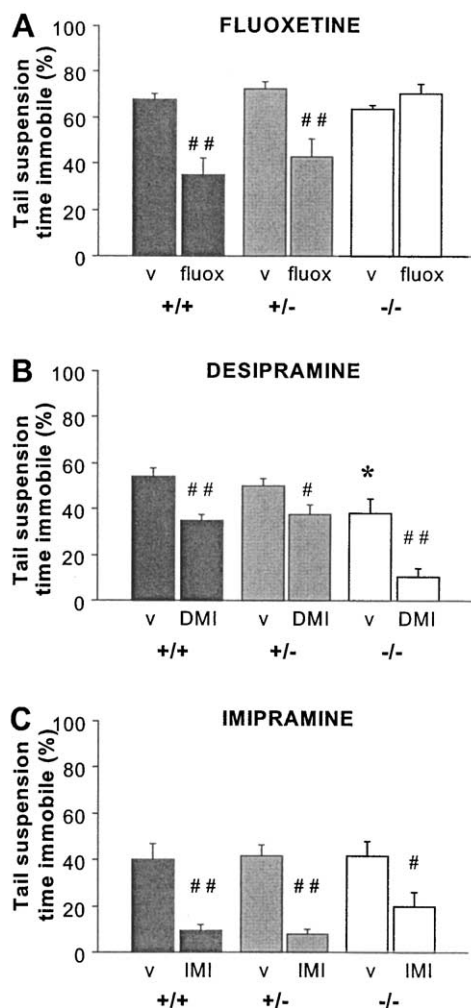 A FLUOXETINE
Tail suspension
time immobile (%)
100
80
60
40
20
0
## ##
v fluox v fluox v fluox
+/+ +/- -/-
B DESIPRAMINE
Tail suspension
time immobile (%)
100
80
60
40
20
0
## # * ##
v DMI v DMI v DMI
+/+ +/- -/-
C IMIPRAMINE
Tail suspension
time immobile (%)
100
80
60
40
20
0
## ## #
v IMI v IMI v IMI
+/+ +/- -/-